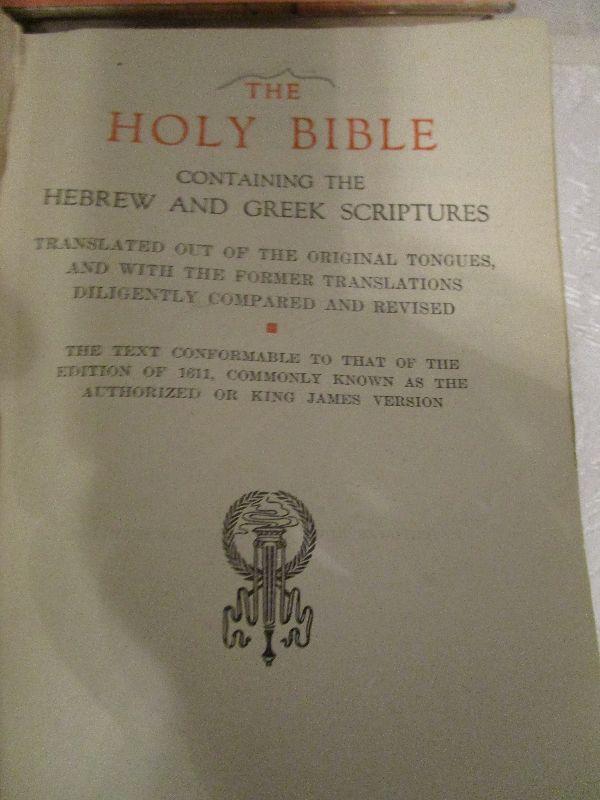 THE
HOLY BIBLE
CONTAINING THE
HEBREW AND GREEK SCRIPTURES
TRANSLATED OUT OF THE ORIGINAL TONGUES,
AND WITH THE FORMER TRANSLATIONS
DILIGENTLY COMPARED AND REVISED
THE TEXT CONFORMABLE TO THAT OF THE
EDITION OF 1611, COMMONLY KNOWN AS THE
AUTHORIZED OR KING JAMES VERSION